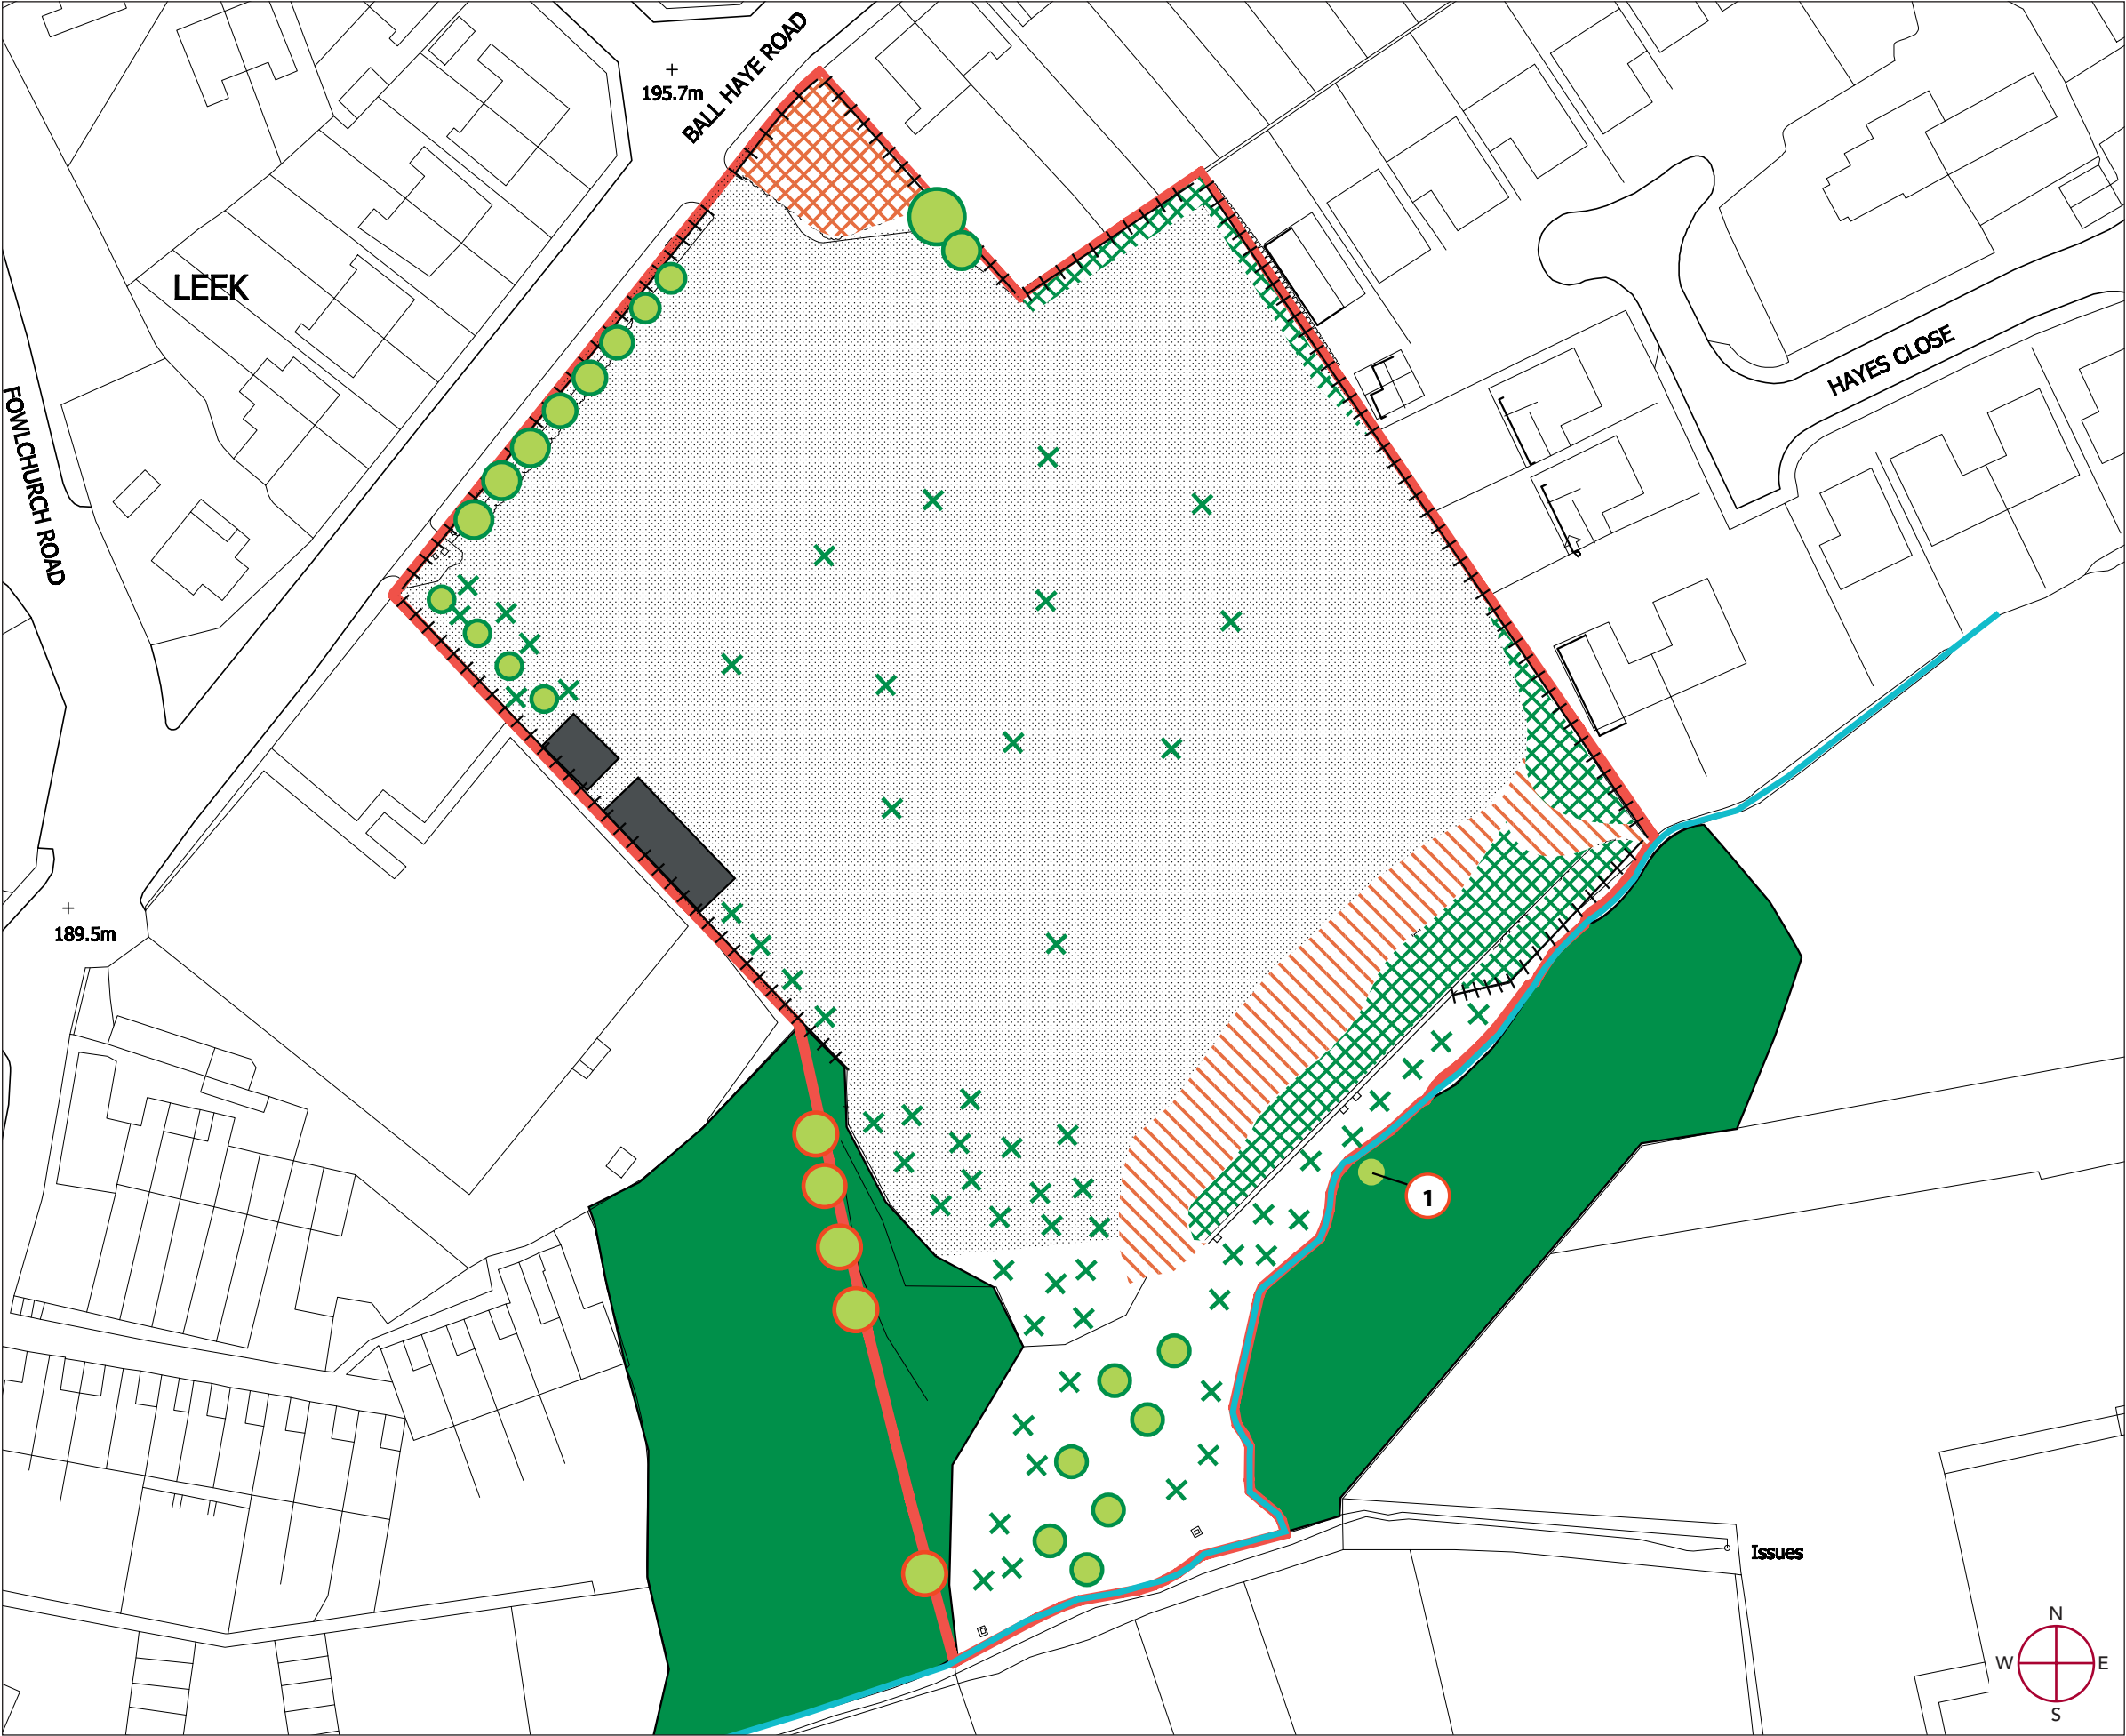 BALL HAYE ROAD
195.7m
LEEK
HAYES CLOSE
FOWLCHURCH ROAD
189.5m
1
Issues
N
W E
S